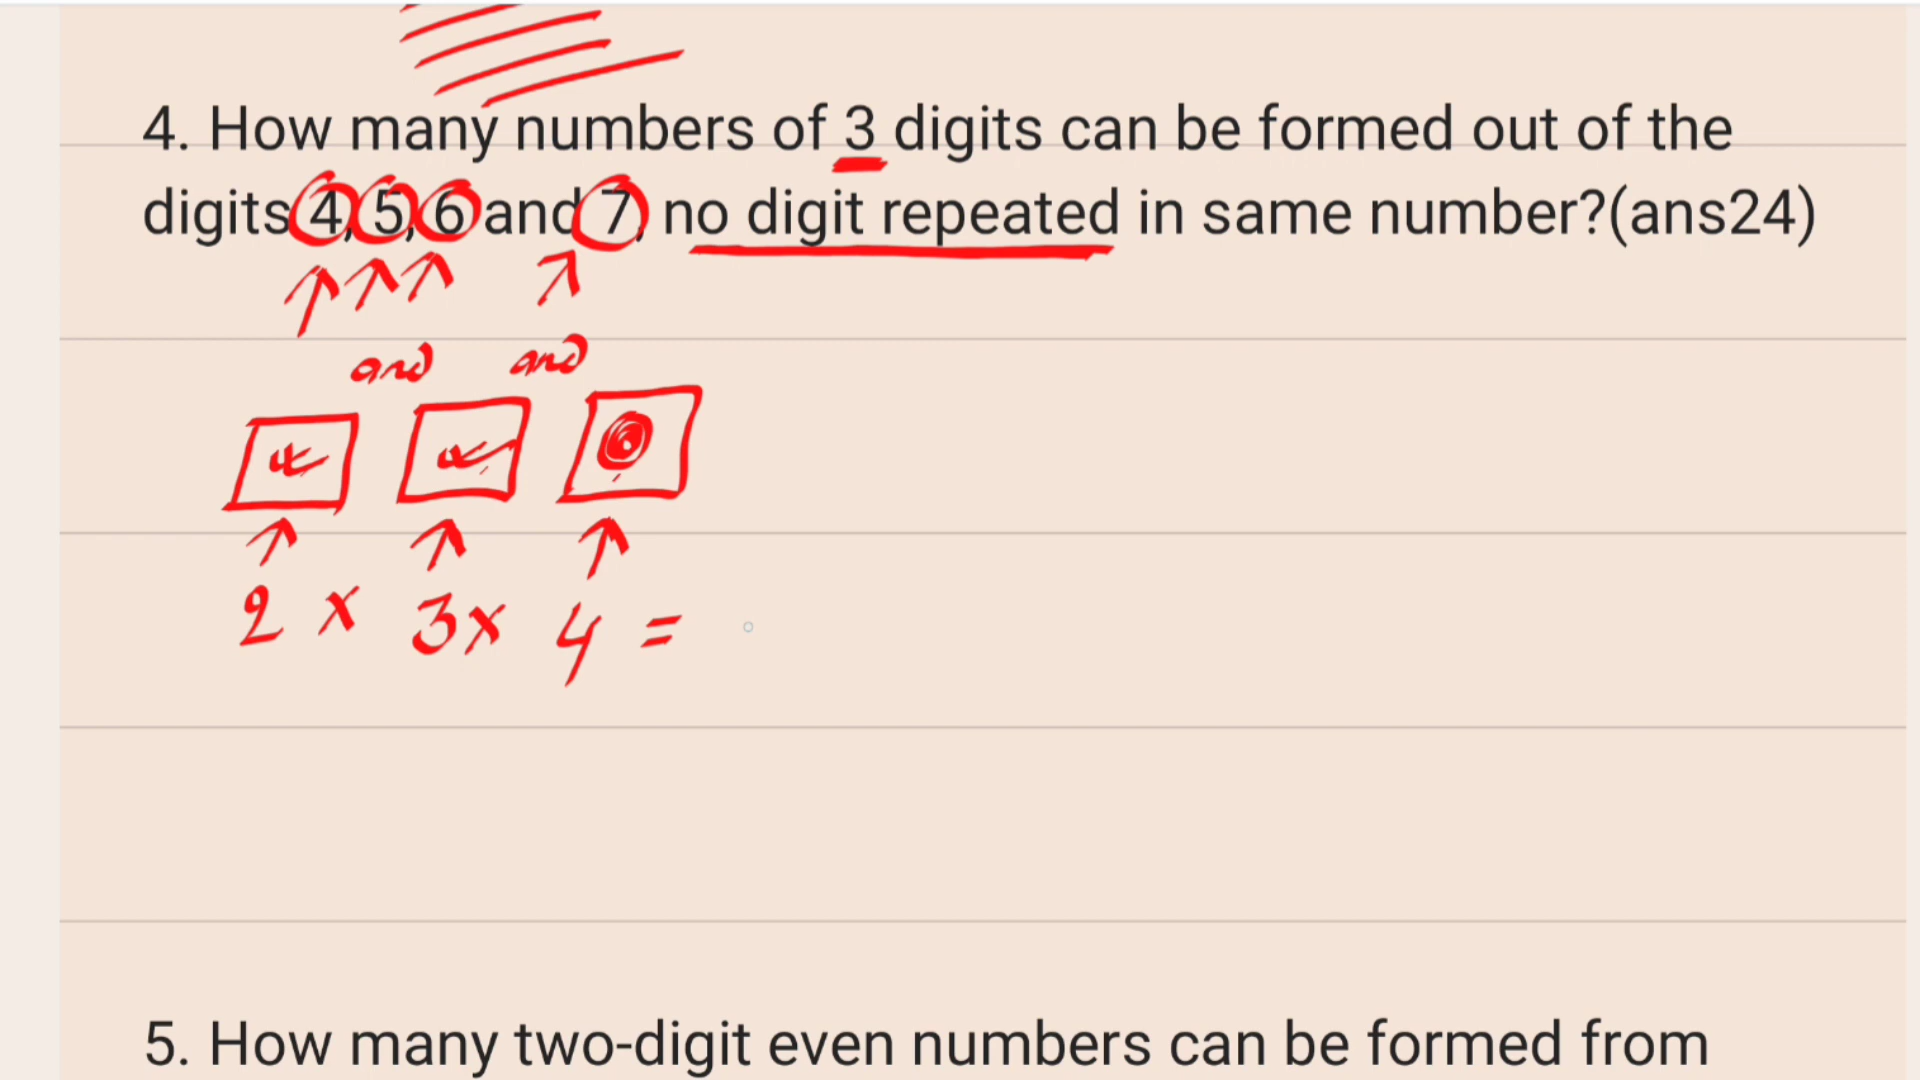 4. How many numbers of 3 digits can be formed out of the
digits 4, 5, 6 and 7, no digit repeated in same number?(ans24)
and and
2 x 3x 4 =
5. How many two-digit even numbers can be formed from